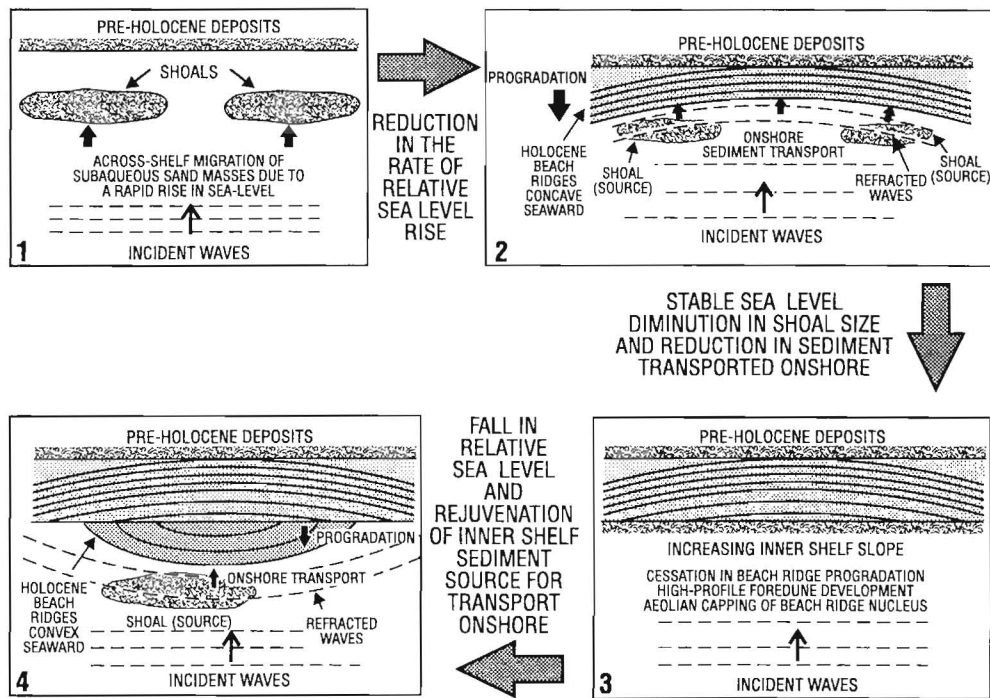 PRE-HOLOCENE DEPOSITS
SHOALS
ACROSS-SHELF MIGRATION OF
SUBAQUEOUS SAND MASSES DUE TO
A RAPID RISE IN SEA-LEVEL
INCIDENT WAVES
1
REDUCTION
IN THE
RATE OF
RELATIVE
SEA LEVEL
RISE
PRE-HOLOCENE DEPOSITS
PROGRADATION
HOLOCENE
BEACH
RIDGES
CONCAVE
SEAWARD
SHOAL
(SOURCE)
ONSHORE
SEDIMENT TRANSPORT
REFRACTED
WAVES
SHOAL
(SOURCE)
INCIDENT WAVES
2
STABLE SEA LEVEL
DIMINUTION IN SHOAL SIZE
AND REDUCTION IN SEDIMENT
TRANSPORTED ONSHORE
PRE-HOLOCENE DEPOSITS
INCREASING INNER SHELF SLOPE
CESSATION IN BEACH RIDGE PROGRADATION
HIGH-PROFILE FOREDUNE DEVELOPMENT
AEOLIAN CAPPING OF BEACH RIDGE NUCLEUS
INCIDENT WAVES
3
FALL IN
RELATIVE
SEA LEVEL
AND
REJUVENATION
OF INNER SHELF
SEDIMENT
SOURCE FOR
TRANSPORT
ONSHORE
PRE-HOLOCENE DEPOSITS
PROGRADATION
HOLOCENE
BEACH
RIDGES
CONVEX
SEAWARD
ONSHORE TRANSPORT
SHOAL (SOURCE)
REFRACTED
WAVES
INCIDENT WAVES
4